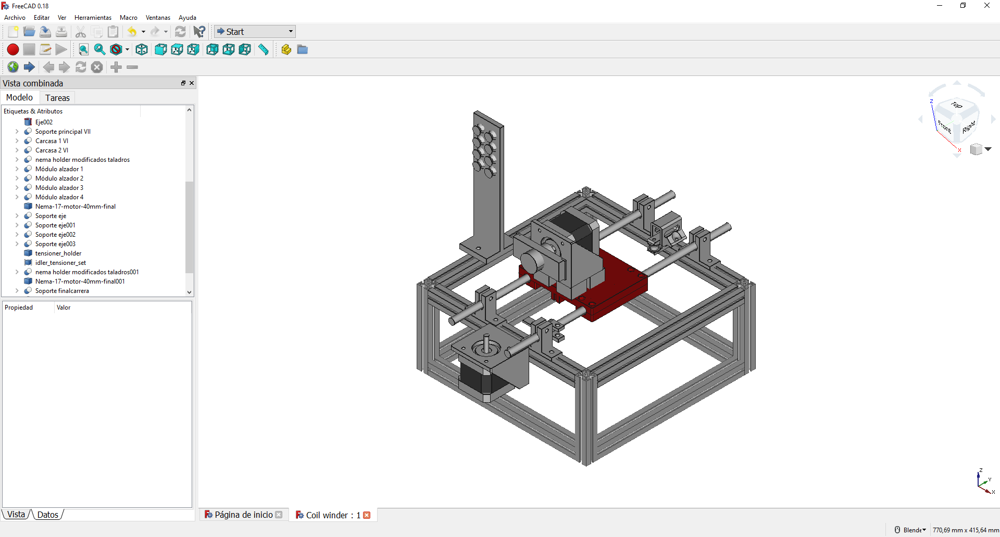 FreeCAD 0.18
Archivo Editar Ver Herramientas Macro Ventanas Ayuda
Start
Vista combinada
Modelo Tareas
Etiquetas & Atributos
Eje002
Soporte principal VII
Carcasa 1 VI
Carcasa 2 VI
nema holder modificados taladros
Módulo alzador 1
Módulo alzador 2
Módulo alzador 3
Módulo alzador 4
Nema-17-motor-40mm-final
Soporte eje
Soporte eje001
Soporte eje002
Soporte eje003
tensioner_holder
idler_tensioner_set
nema holder modificados taladros001
Nema-17-motor-40mm-final001
Soporte finalcarrera
Propiedad Valor
Vista Datos
Z
Top
Front Right
X
Z
Y
X
Página de inicio
Coil winder : 1
Blende
770,69 mm x 415,64 mm